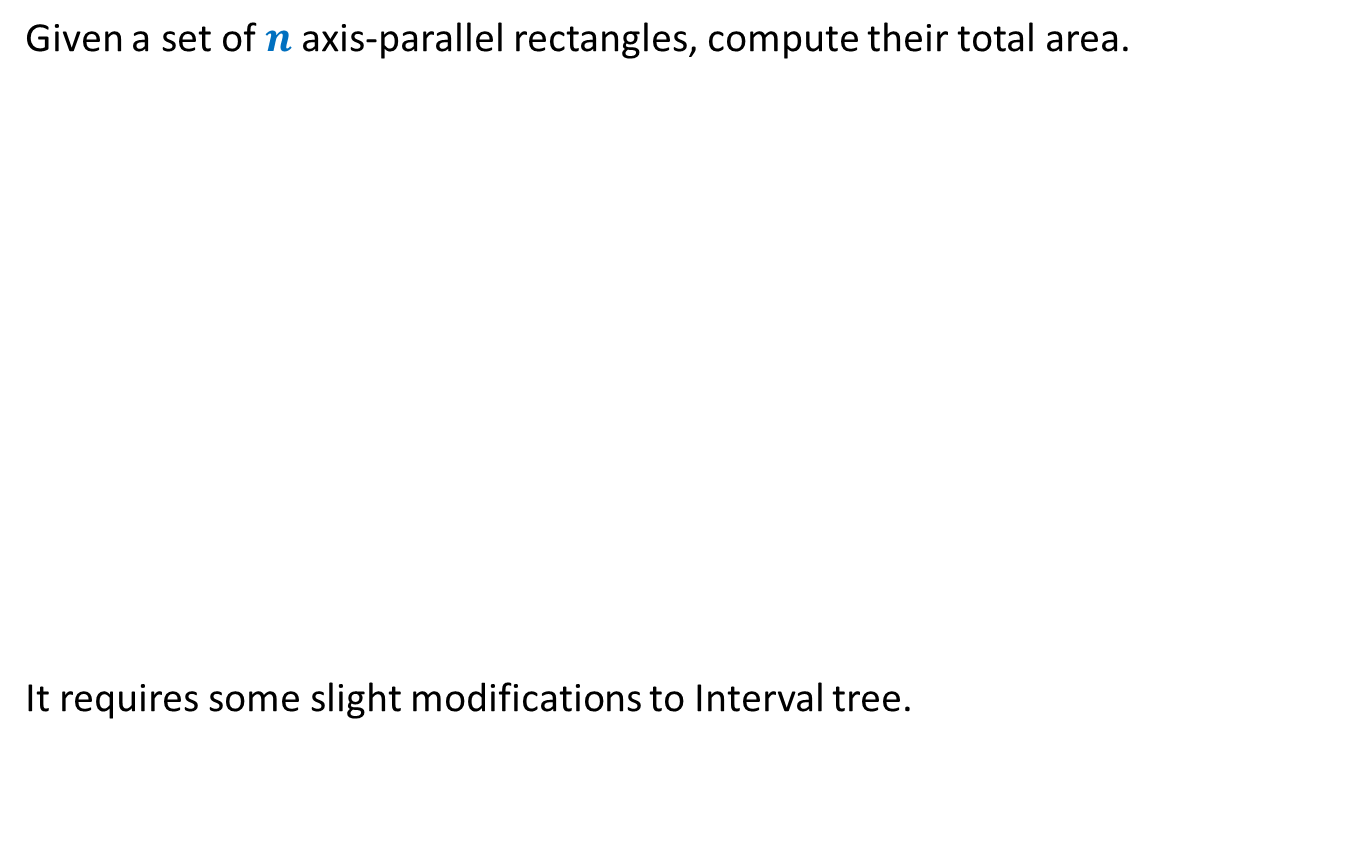 Given a set of n axis-parallel rectangles, compute their total area.
It requires some slight modifications to Interval tree.